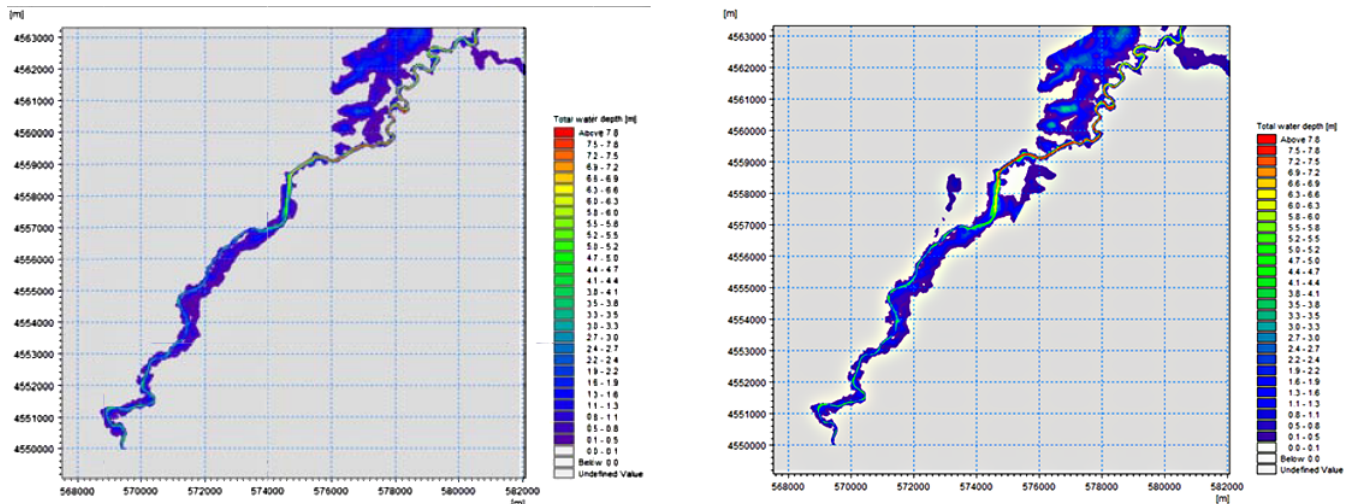 [m]
4563000
4562000
4561000
4560000
4559000
4558000
4557000
4556000
4555000
4554000
4553000
4552000
4551000
4550000
568000 570000 572000 574000 576000 578000 580000 582000
[m]
Total water depth [m]
Above 7.8
7.5 - 7.8
7.2 - 7.5
6.9 - 7.2
6.6 - 6.9
6.3 - 6.6
6.0 - 6.3
5.8 - 6.0
5.5 - 5.8
5.2 - 5.5
5.0 - 5.2
4.7 - 5.0
4.4 - 4.7
4.1 - 4.4
3.8 - 4.1
3.5 - 3.8
3.3 - 3.5
3.0 - 3.3
2.7 - 3.0
2.4 - 2.7
2.2 - 2.4
1.9 - 2.2
1.6 - 1.9
1.3 - 1.6
1.1 - 1.3
0.8 - 1.1
0.5 - 0.8
0.1 - 0.5
0.0 - 0.1
Below 0.0
Undefined Value
[m]
4563000
4562000
4561000
4560000
4559000
4558000
4557000
4556000
4555000
4554000
4553000
4552000
4551000
4550000
568000 570000 572000 574000 576000 578000 580000 582000
[m]
Total water depth [m]
Above 7.8
7.5 - 7.8
7.2 - 7.5
6.9 - 7.2
6.6 - 6.9
6.3 - 6.6
6.0 - 6.3
5.8 - 6.0
5.5 - 5.8
5.2 - 5.5
5.0 - 5.2
4.7 - 5.0
4.4 - 4.7
4.1 - 4.4
3.8 - 4.1
3.5 - 3.8
3.3 - 3.5
3.0 - 3.3
2.7 - 3.0
2.4 - 2.7
2.2 - 2.4
1.9 - 2.2
1.6 - 1.9
1.3 - 1.6
1.1 - 1.3
0.8 - 1.1
0.5 - 0.8
0.1 - 0.5
0.0 - 0.1
Below 0.0
Undefined Value